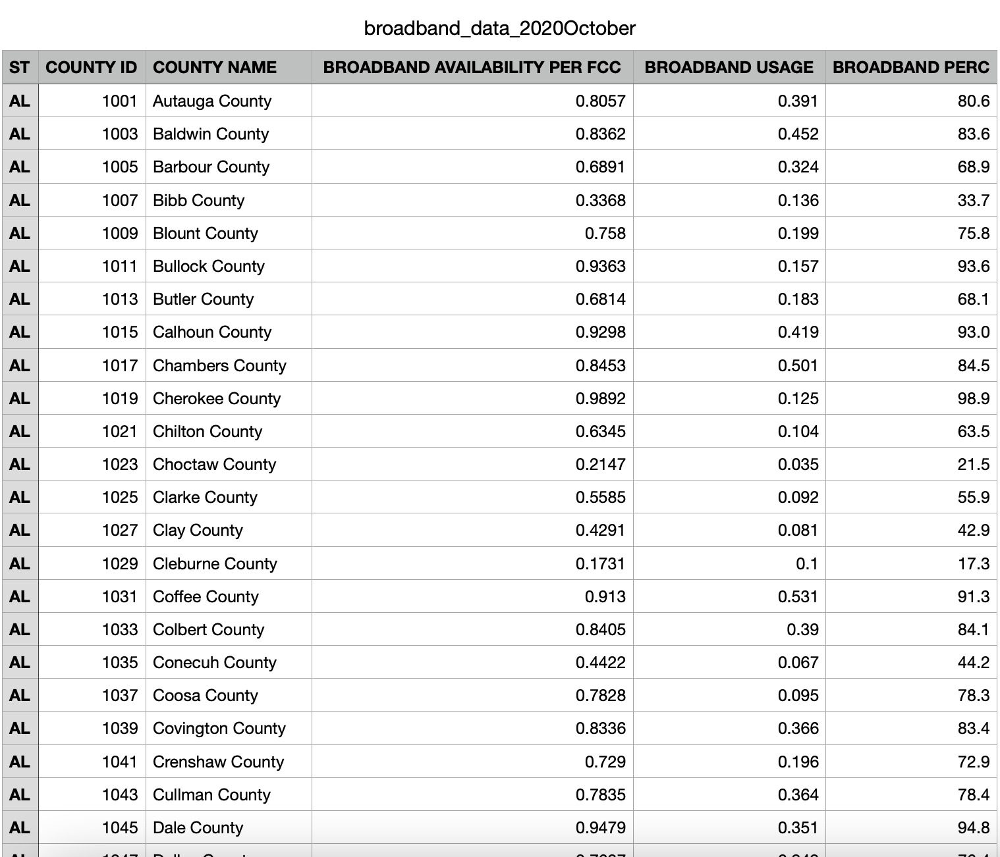 broadband_data_2020October
ST COUNTY ID COUNTY NAME BROADBAND AVAILABILITY PER FCC BROADBAND USAGE BROADBAND PERC
AL 1001 Autauga County 0.8057 0.391 80.6
AL 1003 Baldwin County 0.8362 0.452 83.6
AL 1005 Barbour County 0.6891 0.324 68.9
AL 1007 Bibb County 0.3368 0.136 33.7
AL 1009 Blount County 0.758 0.199 75.8
AL 1011 Bullock County 0.9363 0.157 93.6
AL 1013 Butler County 0.6814 0.183 68.1
AL 1015 Calhoun County 0.9298 0.419 93.0
AL 1017 Chambers County 0.8453 0.501 84.5
AL 1019 Cherokee County 0.9892 0.125 98.9
AL 1021 Chilton County 0.6345 0.104 63.5
AL 1023 Choctaw County 0.2147 0.035 21.5
AL 1025 Clarke County 0.5585 0.092 55.9
AL 1027 Clay County 0.4291 0.081 42.9
AL 1029 Cleburne County 0.1731 0.1 17.3
AL 1031 Coffee County 0.913 0.531 91.3
AL 1033 Colbert County 0.8405 0.39 84.1
AL 1035 Conecuh County 0.4422 0.067 44.2
AL 1037 Coosa County 0.7828 0.095 78.3
AL 1039 Covington County 0.8336 0.366 83.4
AL 1041 Crenshaw County 0.729 0.196 72.9
AL 1043 Cullman County 0.7835 0.364 78.4
AL 1045 Dale County 0.9479 0.351 94.8